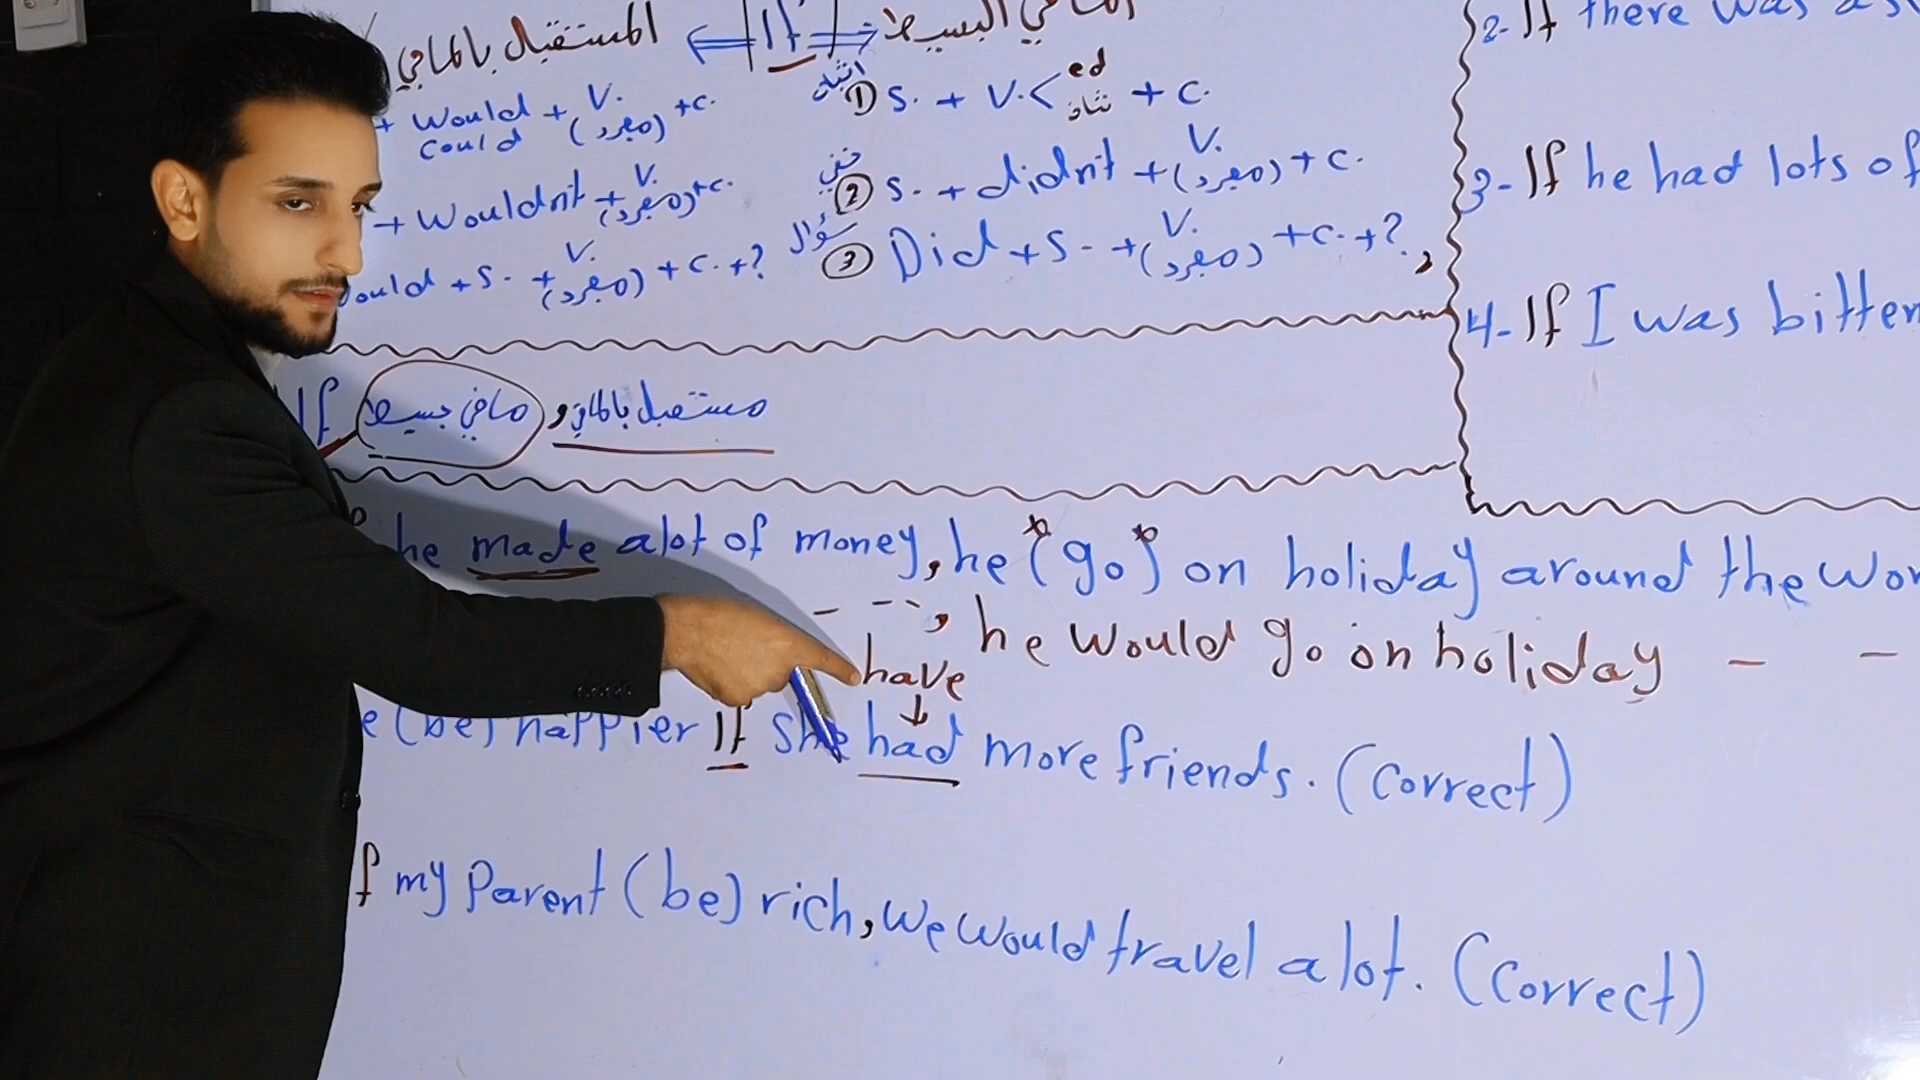 المستقبل بالماضي ⇐ If ⇒ الماضي البسيط
+ Would + V. (مجرد) + c.
Could
+ Wouldn't + V. (مجرد) + c.
ould + S. + V. (مجرد) + c. + ?
اثبات ① S. + V. < ed شاذ + C.
نفي ② S. + didn't + V. (مجرد) + C.
سؤال ③ Did + S. + V. (مجرد) + C. + ?,
2- If there was a s
3- If he had lots of
4- If I was bitten
If ماضي بسيط, مستقبل بالماضي
he made alot of money, he (go) on holiday around the Wor
- - -, he Would go on holiday - -
have ↓
e (be) happier If She had more friends. (Correct)
f my Parent (be) rich, We Would travel a lot. (Correct)